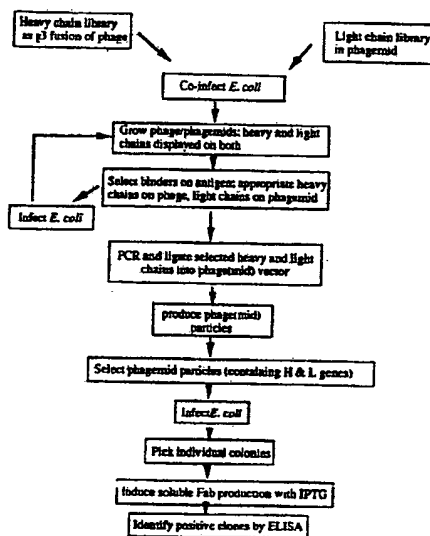 Heavy chain library
as g3 fusion of phage
Light chain library
in phagemid
Co-infect E. coli
Grow phage/phagemids: heavy and light
chains displayed on both
Select binders on antigen: appropriate heavy
chains on phage, light chains on phagemid
Infect E. coli
PCR and ligate selected heavy and light
chains into phage(mid) vector
produce phage(mid)
particles
Select phagemid particles (containing H & L genes)
Infect E. coli
Pick individual colonies
Induce soluble Fab production with IPTG
Identify positive clones by ELISA